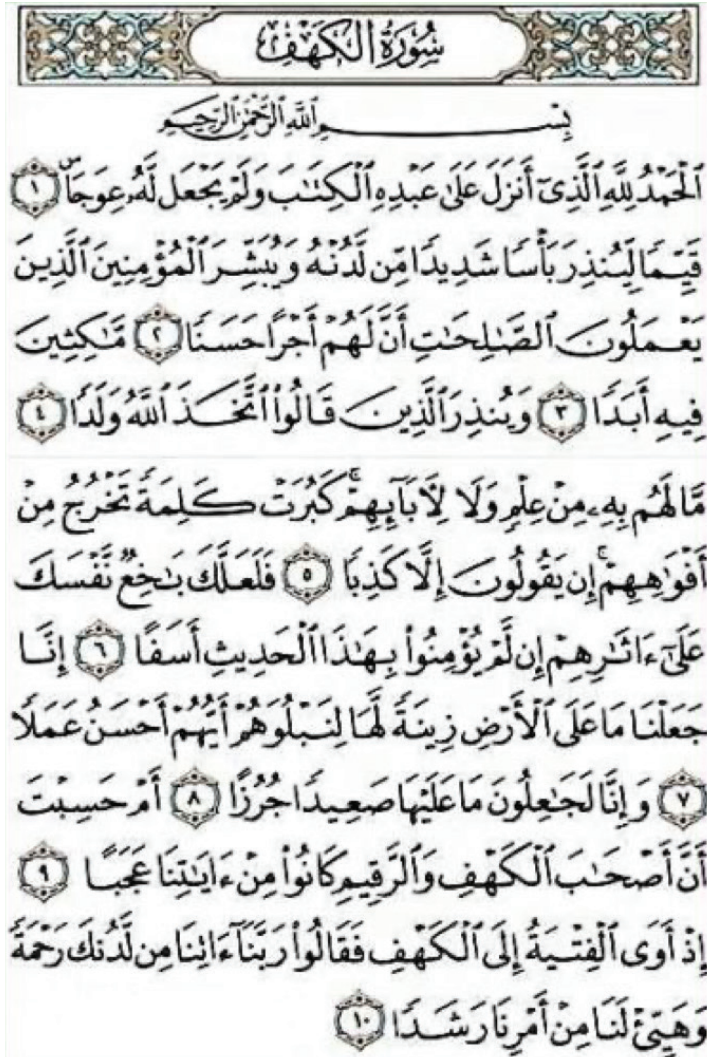 سُورَةُ الكَهْفِ
بِسْمِ اللَّهِ الرَّحْمَٰنِ الرَّحِيمِ
ٱلْحَمْدُ لِلَّهِ ٱلَّذِىٓ أَنزَلَ عَلَىٰ عَبْدِهِ ٱلْكِتَٰبَ وَلَمْ يَجْعَل لَّهُۥ عِوَجَاۜ ١
قَيِّمًا لِّيُنذِرَ بَأْسًا شَدِيدًا مِّن لَّدُنْهُ وَيُبَشِّرَ ٱلْمُؤْمِنِينَ ٱلَّذِينَ
يَعْمَلُونَ ٱلصَّٰلِحَٰتِ أَنَّ لَهُمْ أَجْرًا حَسَنًا ٢ مَّٰكِثِينَ
فِيهِ أَبَدًا ٣ وَيُنذِرَ ٱلَّذِينَ قَالُوا۟ ٱتَّخَذَ ٱللَّهُ وَلَدًا ٤
مَّا لَهُم بِهِۦ مِنْ عِلْمٍ وَلَا لِأٓبَآئِهِمْ ۚ كَبُرَتْ كَلِمَةً تَخْرُجُ مِنْ
أَفْوَٰهِهِمْ ۚ إِن يَقُولُونَ إِلَّا كَذِبًا ٥ فَلَعَلَّكَ بَٰخِعٌ نَّفْسَكَ
عَلَىٰٓ ءَاثَٰرِهِمْ إِن لَّمْ يُؤْمِنُوا۟ بِهَٰذَا ٱلْحَدِيثِ أَسَفًا ٦ إِنَّا
جَعَلْنَا مَا عَلَى ٱلْأَرْضِ زِينَةً لَّهَا لِنَبْلُوَهُمْ أَيُّهُمْ أَحْسَنُ عَمَلًا
٧ وَإِنَّا لَجَٰعِلُونَ مَا عَلَيْهَا صَعِيدًا جُرُزًا ٨ أَمْ حَسِبْتَ
أَنَّ أَصْحَٰبَ ٱلْكَهْفِ وَٱلرَّقِيمِ كَانُوا۟ مِنْ ءَايَٰتِنَا عَجَبًا ٩
إِذْ أَوَى ٱلْفِتْيَةُ إِلَى ٱلْكَهْفِ فَقَالُوا۟ رَبَّنَآ ءَاتِنَا مِن لَّدُنكَ رَحْمَةً
وَهَيِّئْ لَنَا مِنْ أَمْرِنَا رَشَدًا ١٠